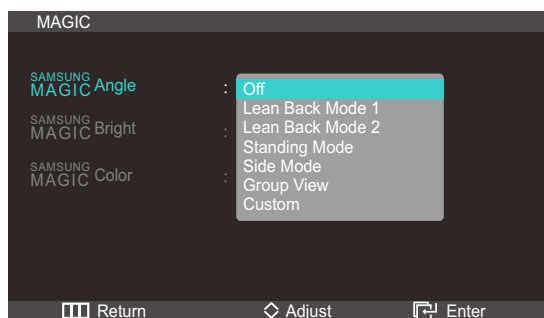 MAGIC
SAMSUNG
MAGIC Angle : Off
Lean Back Mode 1
Lean Back Mode 2
Standing Mode
Side Mode
Group View
Custom
SAMSUNG
MAGIC Bright :
SAMSUNG
MAGIC Color :
Return Adjust Enter